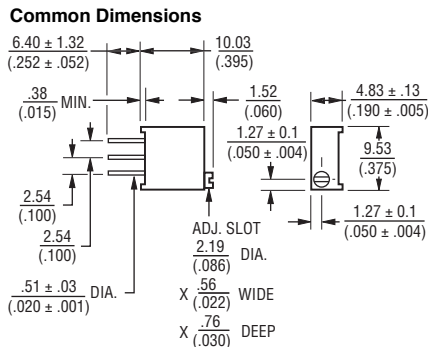 Common Dimensions
6.40 ± 1.32
(.252 ± .052)
10.03
(.395)
.38
(.015)
MIN.
1.52
(.060)
4.83 ± .13
(.190 ± .005)
1.27 ± 0.1
(.050 ± .004)
9.53
(.375)
2.54
(.100)
2.54
(.100)
1.27 ± 0.1
(.050 ± .004)
.51 ± .03
(.020 ± .001)
DIA.
ADJ. SLOT
2.19
(.086)
DIA.
X .56
(.022)
WIDE
X .76
(.030)
DEEP